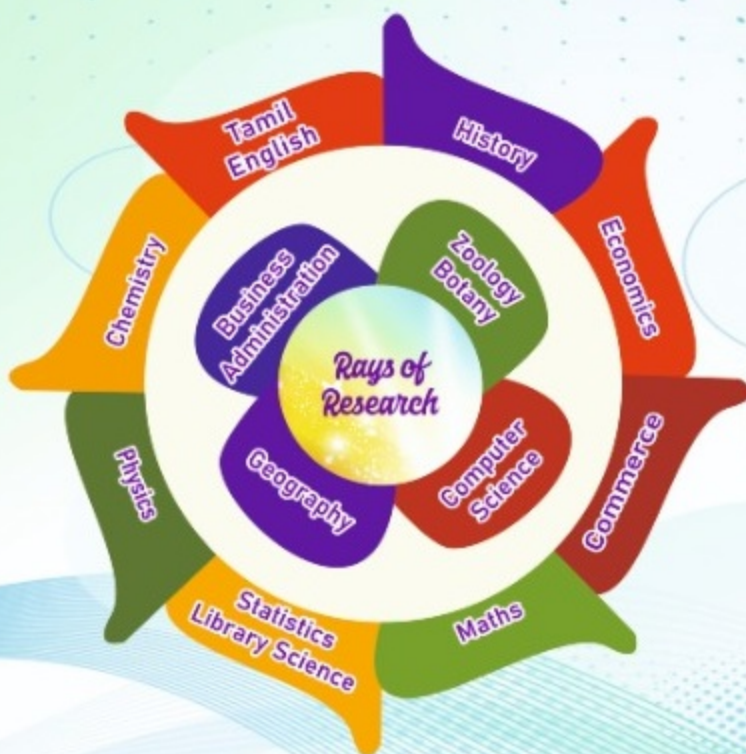 Tamil
English
History
Economics
Commerce
Maths
Statistics
Library Science
Physics
Chemistry
Business
Administration
Zoology
Botany
Computer
Science
Geography
Rays of
Research